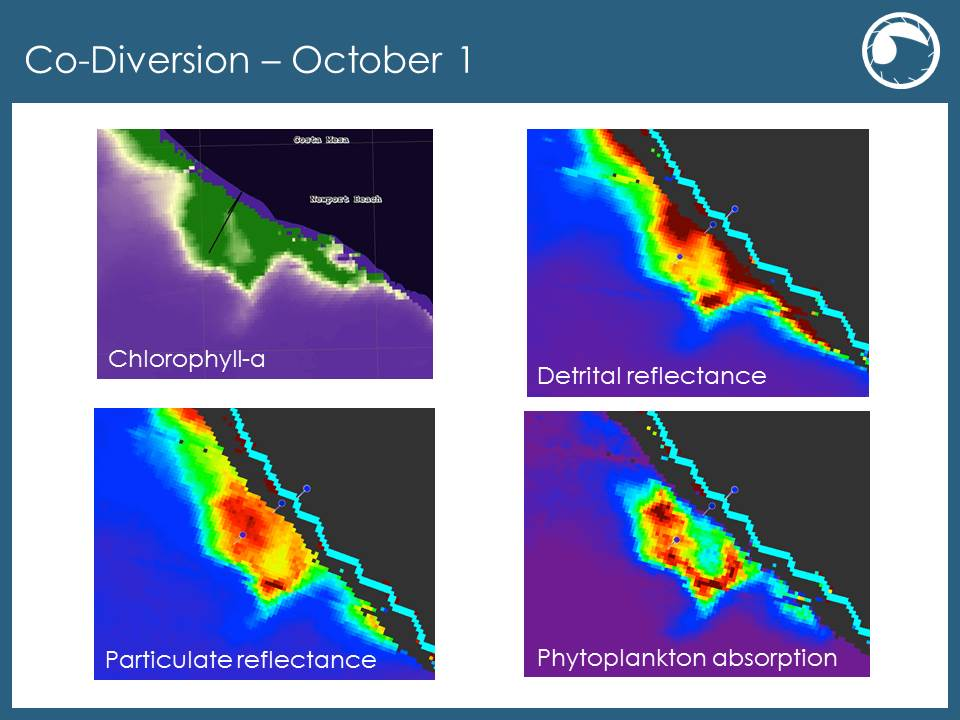 Co-Diversion – October 1
Costa Mesa
Newport Beach
Chlorophyll-a
Detrital reflectance
Particulate reflectance
Phytoplankton absorption